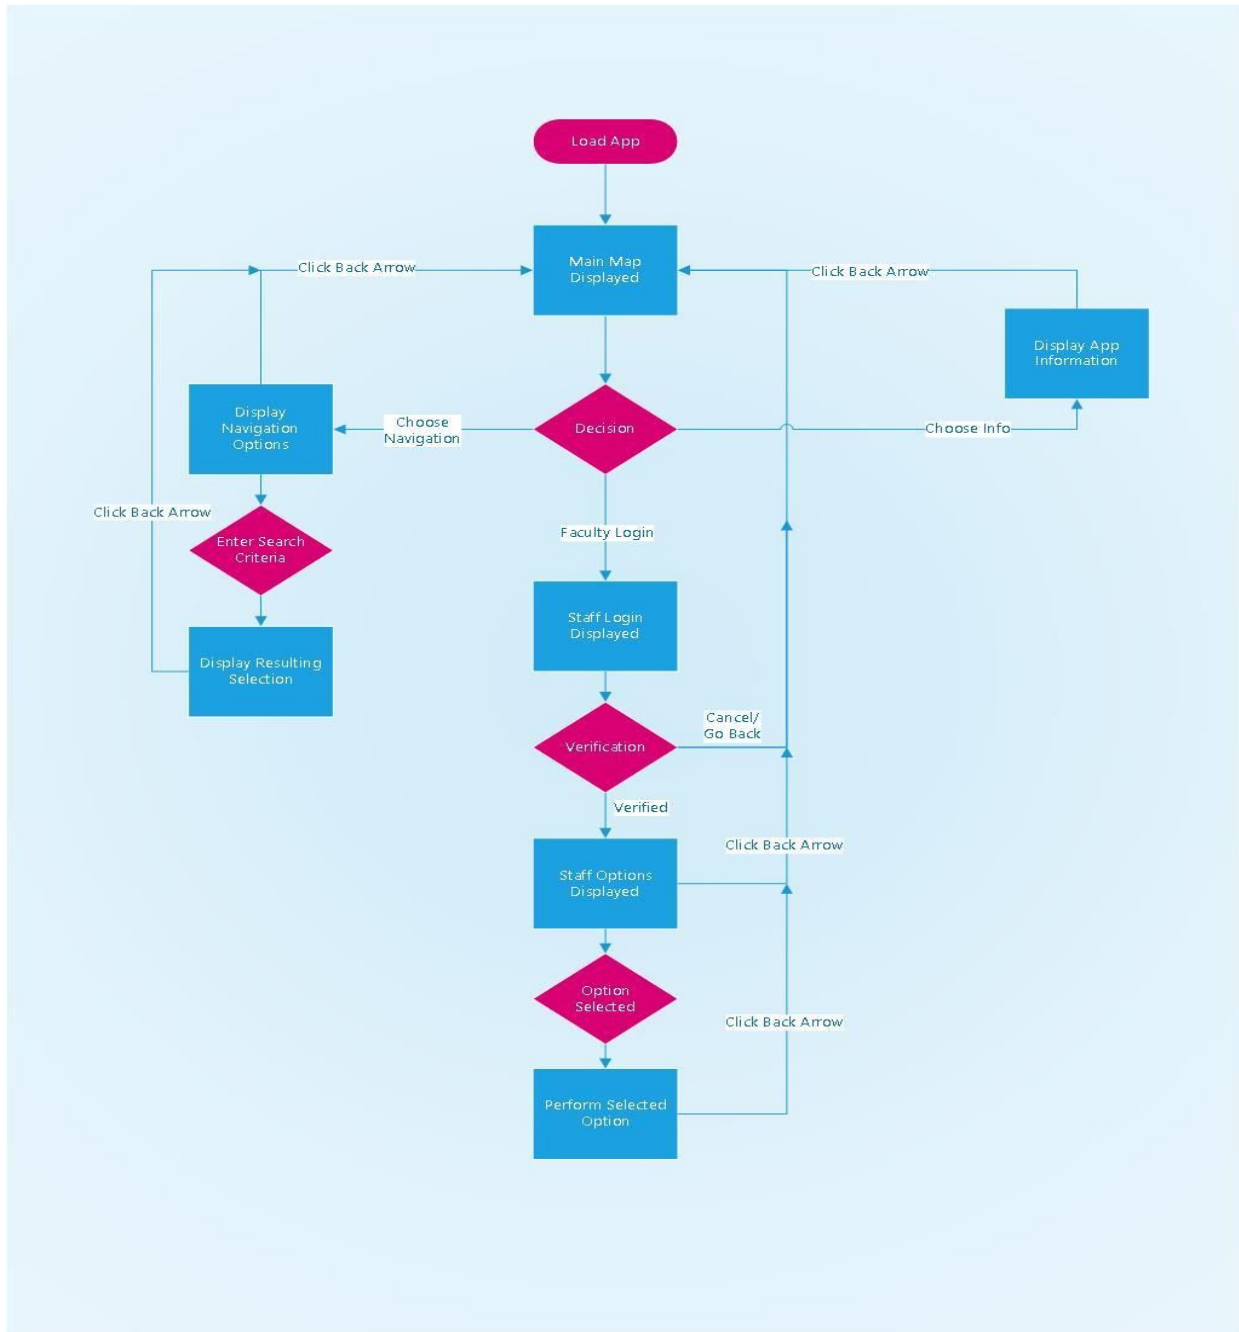 Load App
Main Map
Displayed
Click Back Arrow
Click Back Arrow
Display App
Information
Display
Navigation
Options
Choose
Navigation
Decision
Choose Info
Click Back Arrow
Enter Search
Criteria
Faculty Login
Staff Login
Displayed
Display Resulting
Selection
Cancel/
Go Back
Verification
Verified
Click Back Arrow
Staff Options
Displayed
Option
Selected
Click Back Arrow
Perform Selected
Option